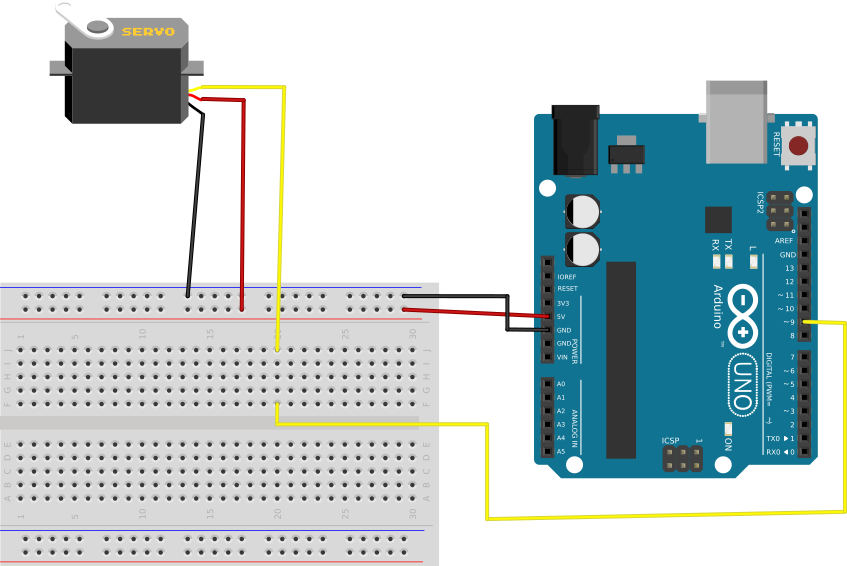 SERVO
RESET
ICSP2
AREF
GND
13
12
~ 11
~ 10
~ 9
8
RX
TX
L
IOREF
RESET
3V3
5V
GND
GND
VIN
POWER
Arduino
™
UNO
DIGITAL (PWM= ~)
7
~ 6
~ 5
4
~ 3
2
TX0 ▶ 1
RX0 ◀ 0
A0
A1
A2
A3
A4
A5
ANALOG IN
ON
ICSP
1
1 5 10 15 20 25 30
J J
I I
H H
G G
F F
E E
D D
C C
B B
A A
1 5 10 15 20 25 30